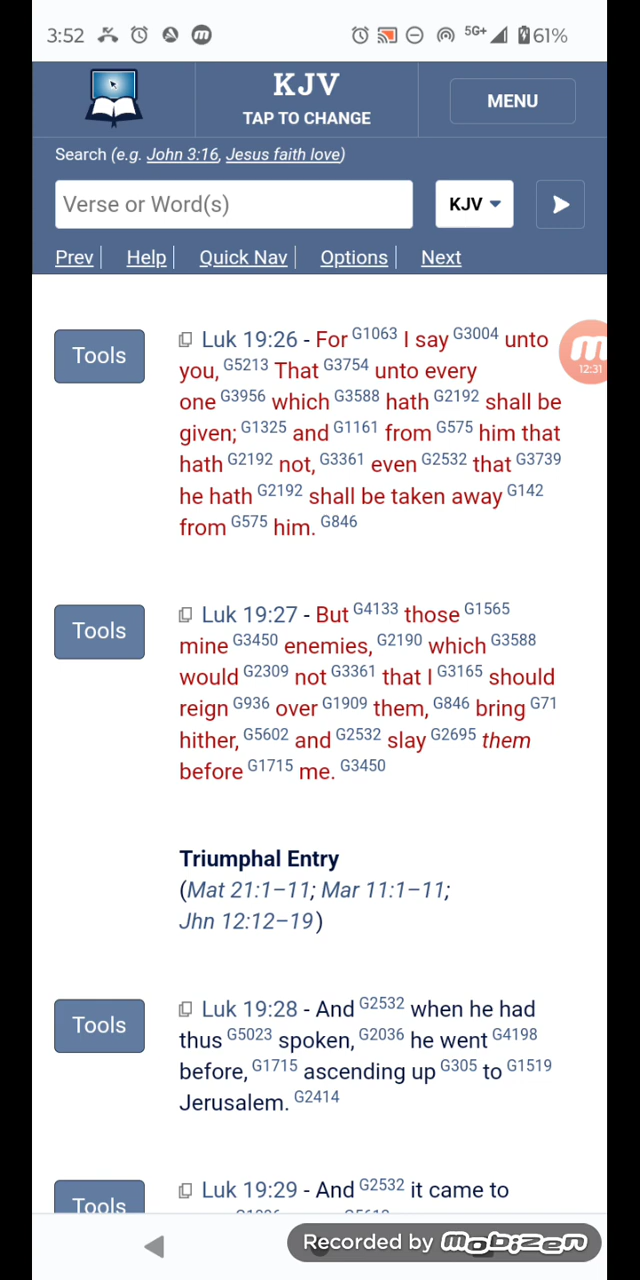 3:52 5G+ 61%
KJV
TAP TO CHANGE
MENU
Search (e.g. John 3:16, Jesus faith love)
Verse or Word(s)
KJV
Prev Help Quick Nav Options Next
Tools
Luk 19:26 - For G1063 I say G3004 unto
you, G5213 That G3754 unto every
one G3956 which G3588 hath G2192 shall be
given; G1325 and G1161 from G575 him that
hath G2192 not, G3361 even G2532 that G3739
he hath G2192 shall be taken away G142
from G575 him. G846
m
12:31
Tools
Luk 19:27 - But G4133 those G1565
mine G3450 enemies, G2190 which G3588
would G2309 not G3361 that I G3165 should
reign G936 over G1909 them, G846 bring G71
hither, G5602 and G2532 slay G2695 them
before G1715 me. G3450
Triumphal Entry
(Mat 21:1–11; Mar 11:1–11;
Jhn 12:12–19)
Tools
Luk 19:28 - And G2532 when he had
thus G5023 spoken, G2036 he went G4198
before, G1715 ascending up G305 to G1519
Jerusalem. G2414
Tools
Luk 19:29 - And G2532 it came to
Recorded by mobizen